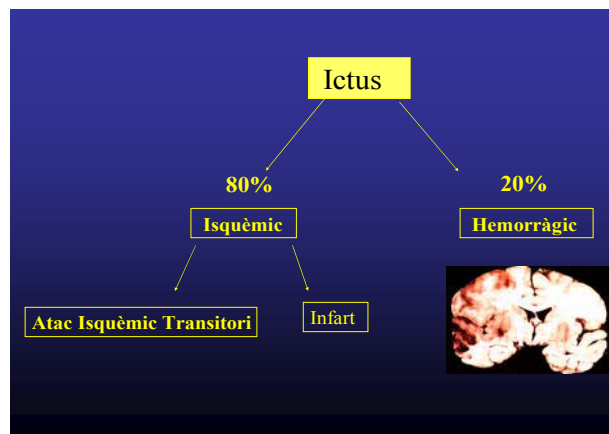 Ictus
80%
20%
Isquèmic
Hemorràgic
Atac Isquèmic Transitori
Infart